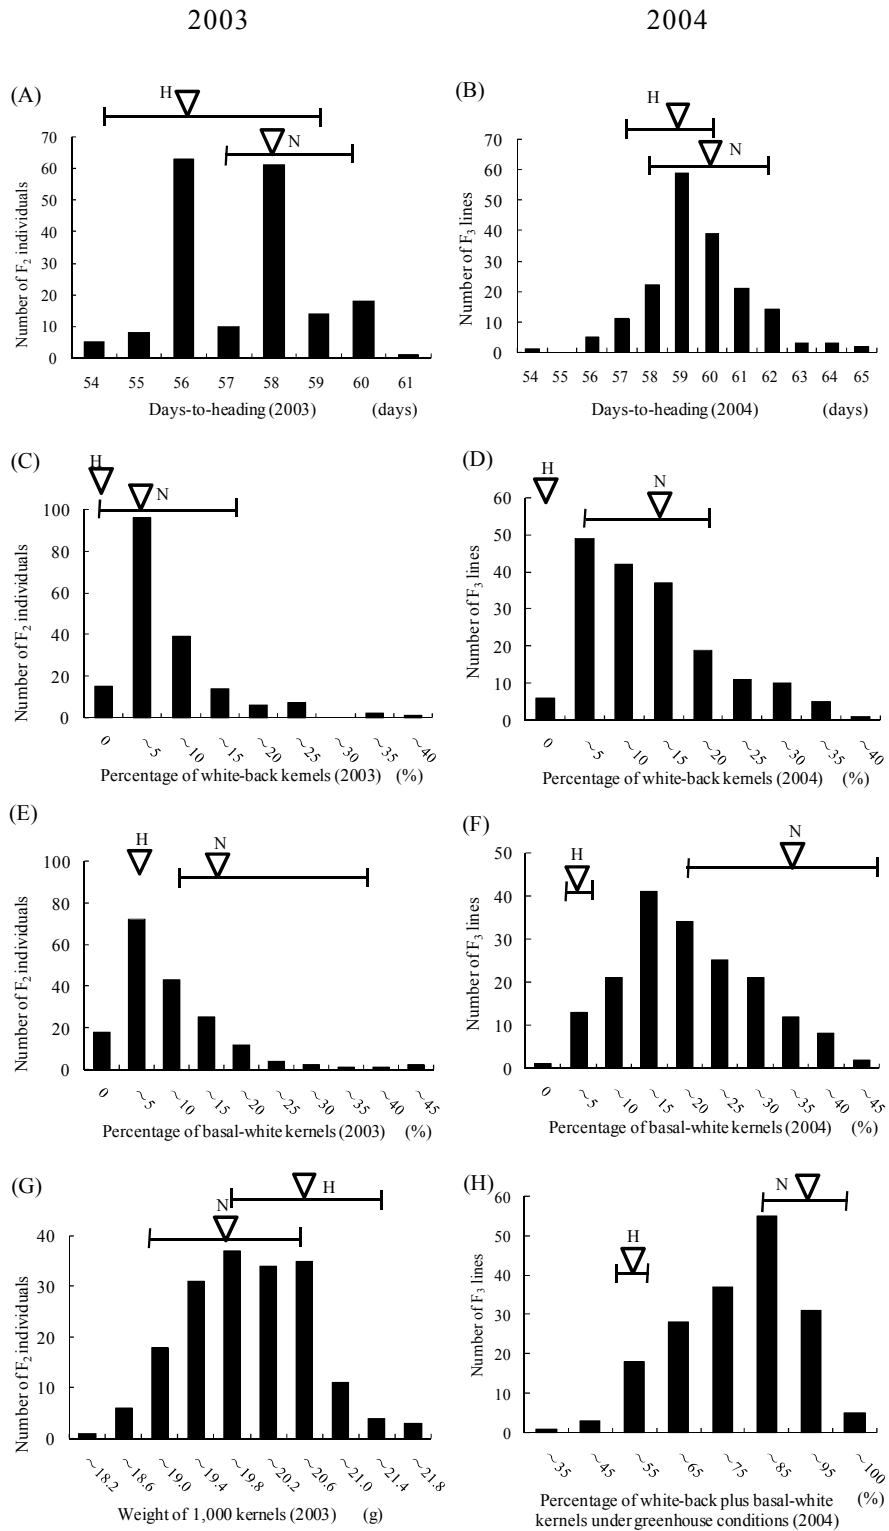 2003
2004
(A)
H
N
70
60
50
40
30
20
10
0
Number of F2 individuals
54 55 56 57 58 59 60 61
Days-to-heading (2003) (days)
(B)
H
N
70
60
50
40
30
20
10
0
Number of F3 lines
54 55 56 57 58 59 60 61 62 63 64 65
Days-to-heading (2004) (days)
(C)
H
N
100
80
60
40
20
0
Number of F2 individuals
0 ~5 ~10 ~15 ~20 ~25 ~30 ~35 ~40
Percentage of white-back kernels (2003) (%)
(D)
H
N
60
50
40
30
20
10
0
Number of F3 lines
0 ~5 ~10 ~15 ~20 ~25 ~30 ~35 ~40
Percentage of white-back kernels (2004) (%)
(E)
H
N
100
80
60
40
20
0
Number of F2 individuals
0 ~5 ~10 ~15 ~20 ~25 ~30 ~35 ~40 ~45
Percentage of basal-white kernels (2003) (%)
(F)
H
N
50
40
30
20
10
0
Number of F3 lines
0 ~5 ~10 ~15 ~20 ~25 ~30 ~35 ~40 ~45
Percentage of basal-white kernels (2004) (%)
(G)
H
N
40
30
20
10
0
Number of F2 individuals
~18.2 ~18.6 ~19.0 ~19.4 ~19.8 ~20.2 ~20.6 ~21.0 ~21.4 ~21.8
Weight of 1,000 kernels (2003) (g)
(H)
N
H
60
50
40
30
20
10
0
Number of F3 lines
~35 ~45 ~55 ~65 ~75 ~85 ~95 ~100
(%)
Percentage of white-back plus basal-white
kernels under greenhouse conditions (2004)